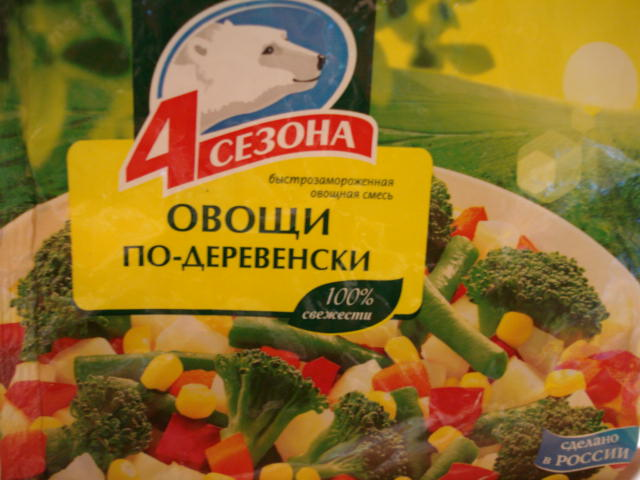 4 СЕЗОНА
быстрозамороженная
овощная смесь
ОВОЩИ
ПО-ДЕРЕВЕНСКИ
100%
свежести
сделано
в РОССИИ